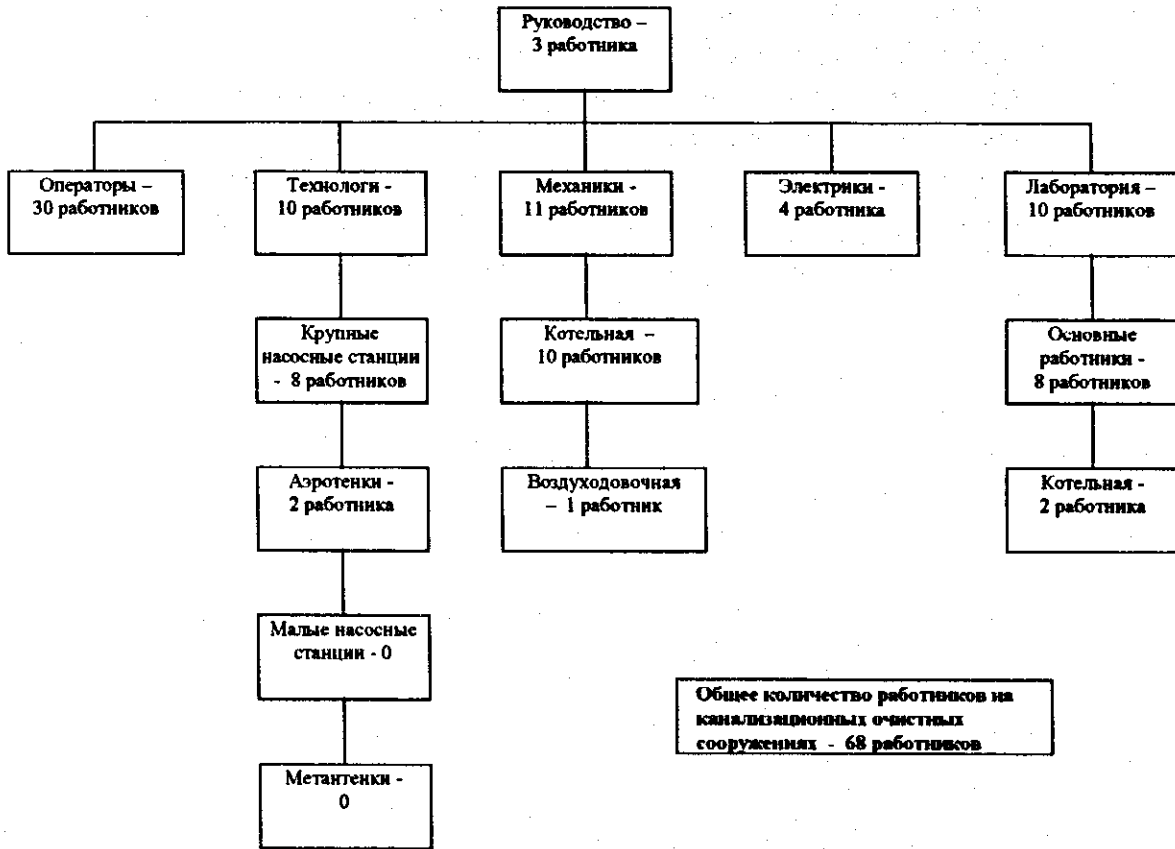 Руководство –
3 работника
Операторы –
30 работников
Технологи -
10 работников
Механики -
11 работников
Электрики -
4 работника
Лаборатория –
10 работников
Крупные
насосные станции
- 8 работников
Котельная –
10 работников
Основные
работники -
8 работников
Аэротенки -
2 работника
Воздуходовочная
– 1 работник
Котельная -
2 работника
Малые насосные
станции - 0
Общее количество работников на
канализационных очистных
сооружениях - 68 работников
Метантенки -
0